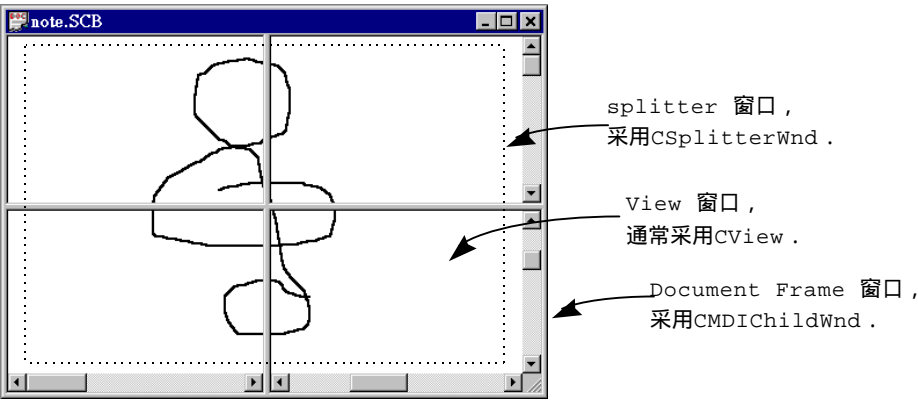 note.SCB
splitter 窗口，
采用CSplitterWnd．
View 窗口，
通常采用CView．
Document Frame 窗口，
采用CMDIChildWnd．